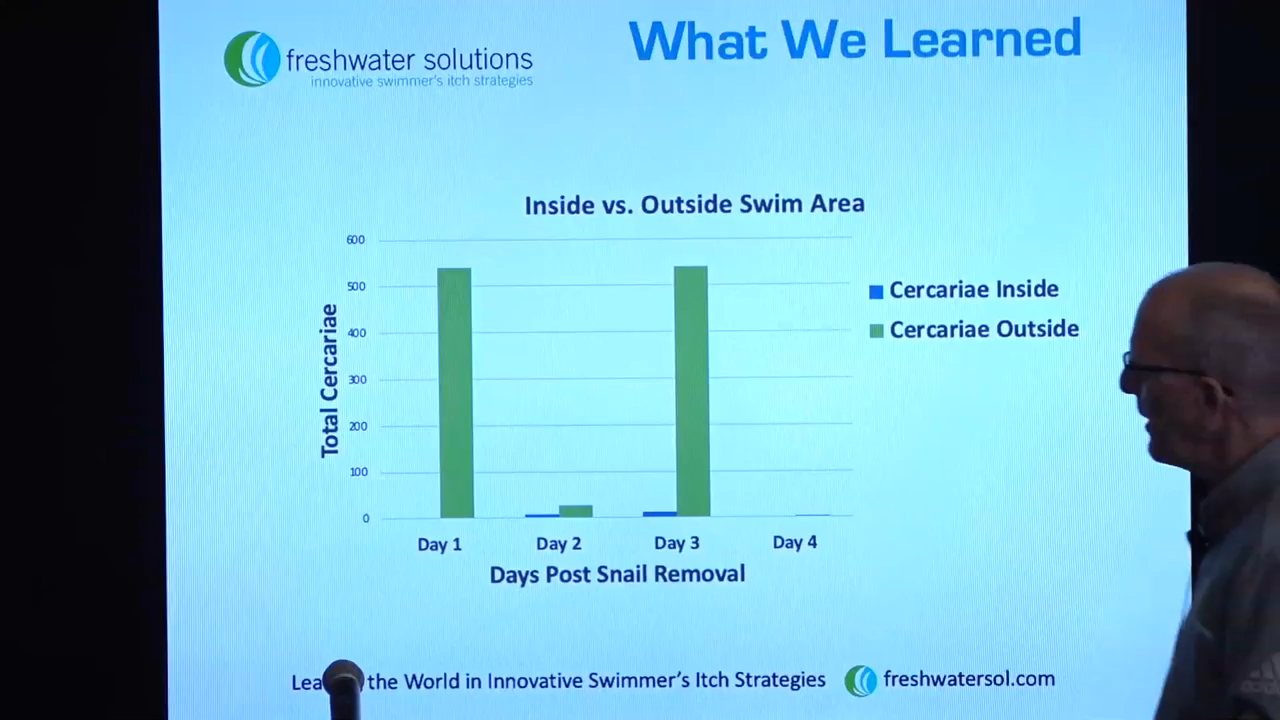 freshwater solutions
innovative swimmer's itch strategies
What We Learned
Inside vs. Outside Swim Area
Total Cercariae
600
500
400
300
200
100
0
Cercariae Inside
Cercariae Outside
Day 1
Day 2
Day 3
Day 4
Days Post Snail Removal
the World in Innovative Swimmer's Itch Strategies
freshwatersol.com